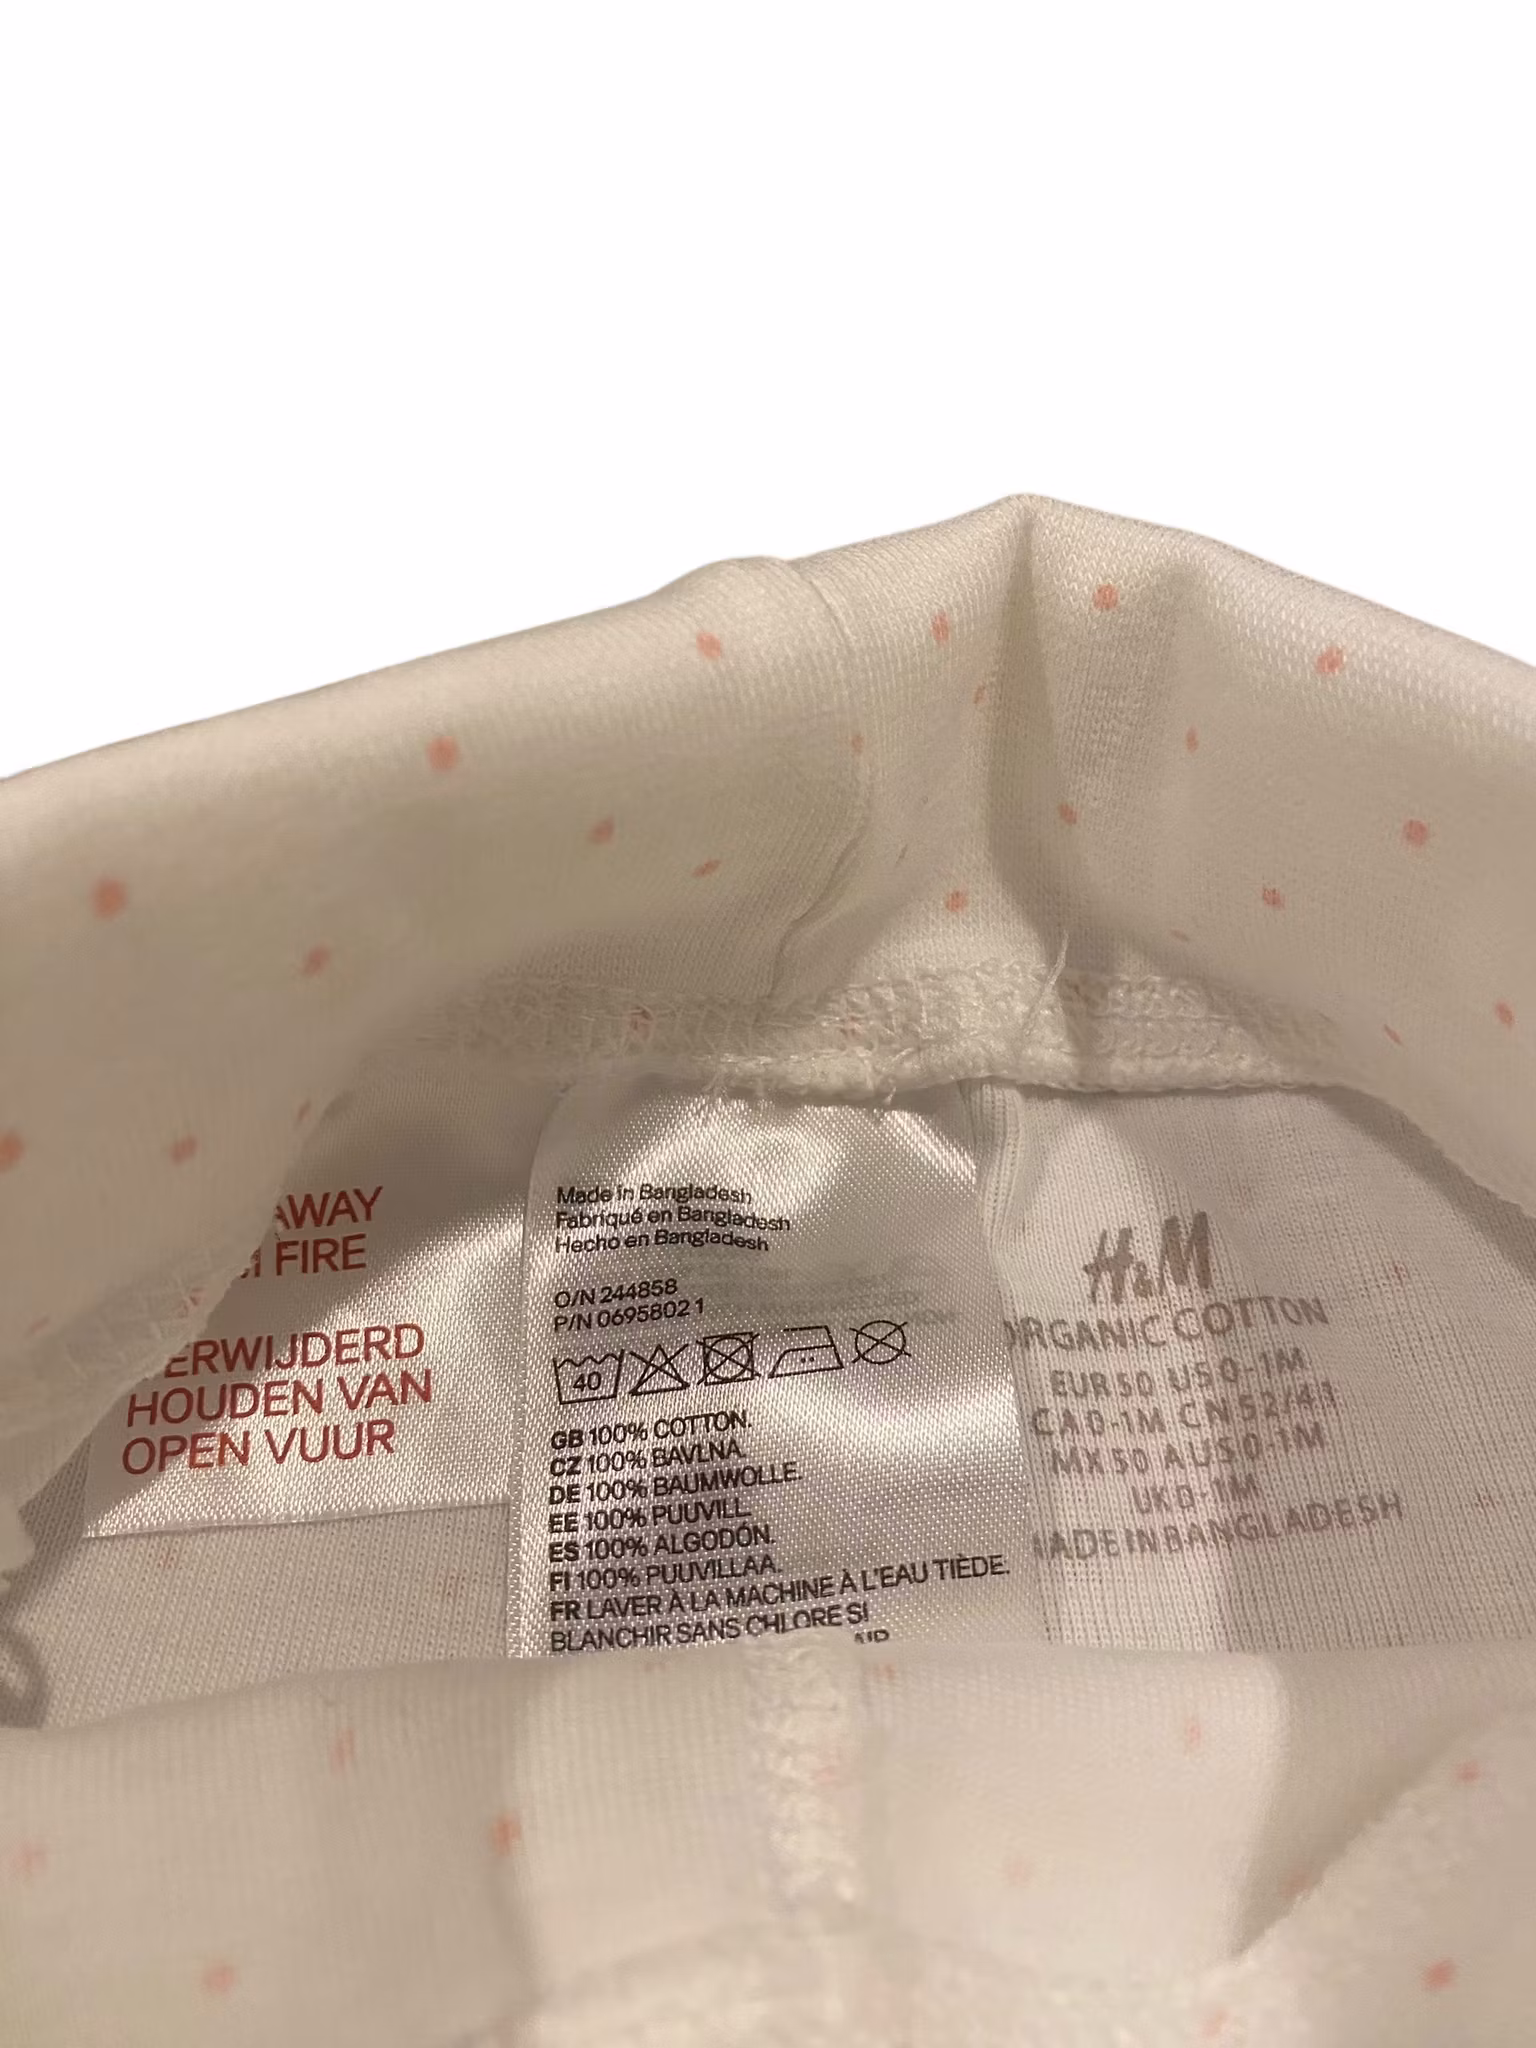 AWAY
FIRE
ERWIJDERD
HOUDEN VAN
OPEN VUUR
Made in Bangladesh
Fabriqué en Bangladesh
Hecho en Bangladesh
O/N 244858
P/N 0695802 1
40
GB 100% COTTON.
CZ 100% BAVLNA.
DE 100% BAUMWOLLE.
EE 100% PUUVILL.
ES 100% ALGODÓN.
FI 100% PUUVILLAA.
FR LAVER À LA MACHINE À L'EAU TIÈDE.
BLANCHIR SANS CHLORE SI
H&M
ORGANIC COTTON
EUR 50 US 0-1M
CA 0-1M CN 52/41
MX 50 AUS 0-1M
UK 0-1M
MADE IN BANGLADESH